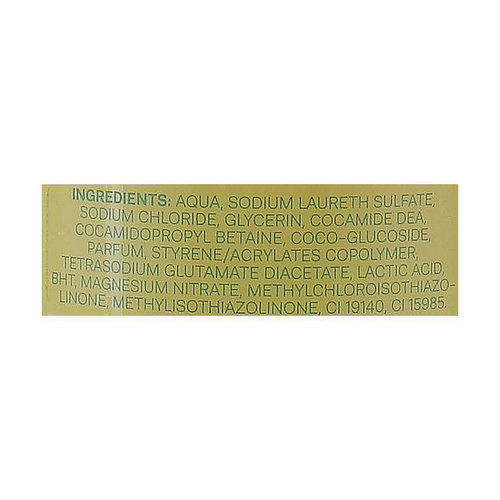 INGREDIENTS: AQUA, SODIUM LAURETH SULFATE,
SODIUM CHLORIDE, GLYCERIN, COCAMIDE DEA,
COCAMIDOPROPYL BETAINE, COCO-GLUCOSIDE,
PARFUM, STYRENE/ACRYLATES COPOLYMER,
TETRASODIUM GLUTAMATE DIACETATE, LACTIC ACID,
BHT, MAGNESIUM NITRATE, METHYLCHLOROISOTHIAZO-
LINONE, METHYLISOTHIAZOLINONE, CI 19140, CI 15985.